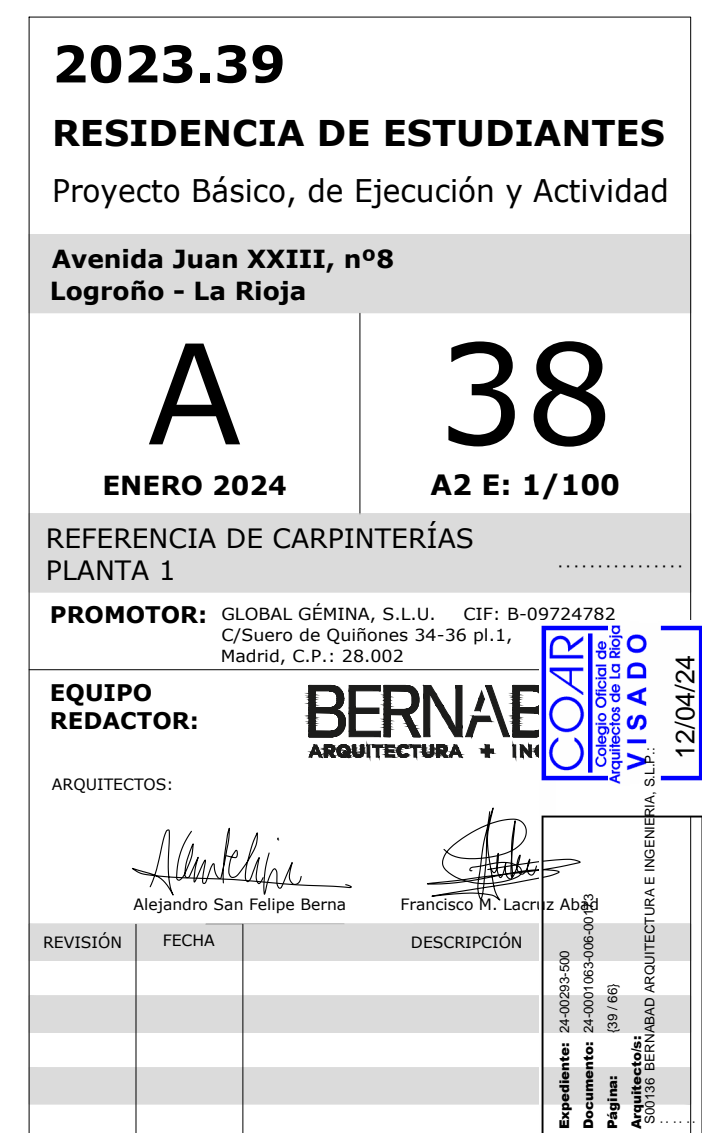 2023.39
RESIDENCIA DE ESTUDIANTES
Proyecto Básico, de Ejecución y Actividad
Avenida Juan XXIII, nº8
Logroño - La Rioja
A
ENERO 2024
38
A2 E: 1/100
REFERENCIA DE CARPINTERÍAS
PLANTA 1
................
PROMOTOR:
GLOBAL GÉMINA, S.L.U. CIF: B-09724782
C/Suero de Quiñones 34-36 pl.1,
Madrid, C.P.: 28.002
EQUIPO
REDACTOR:
BERNAB
ARQUITECTURA + IN
ARQUITECTOS:
Alejandro San Felipe Berna
Francisco M. Lacruz Abad
REVISIÓN FECHA DESCRIPCIÓN
COAR
Colegio Oficial de
Arquitectos de La Rioja
VISADO
12/04/24
Expediente: 24-00293-500
Documento: 24-0001063-006-00
Página: {39 / 66}
Arquitecto/s:
S00136 BERNABAD ARQUITECTURA E INGENIERIA, S.L.P.: